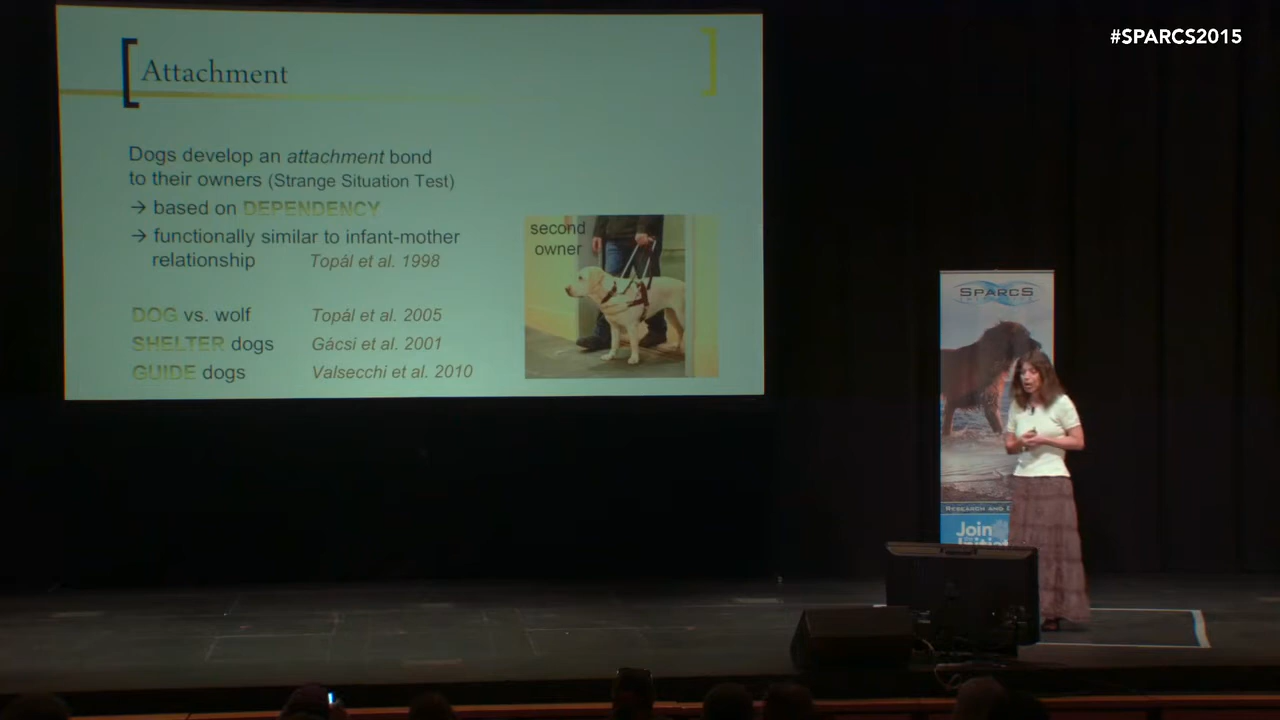 #SPARCS2015
Attachment
Dogs develop an attachment bond
to their owners (Strange Situation Test)
→ based on DEPENDENCY
→ functionally similar to infant-mother
relationship Topál et al. 1998
second
owner
DOG vs. wolf Topál et al. 2005
SHELTER dogs Gácsi et al. 2001
GUIDE dogs Valsecchi et al. 2010
SPARCS
RESEARCH AND
Join